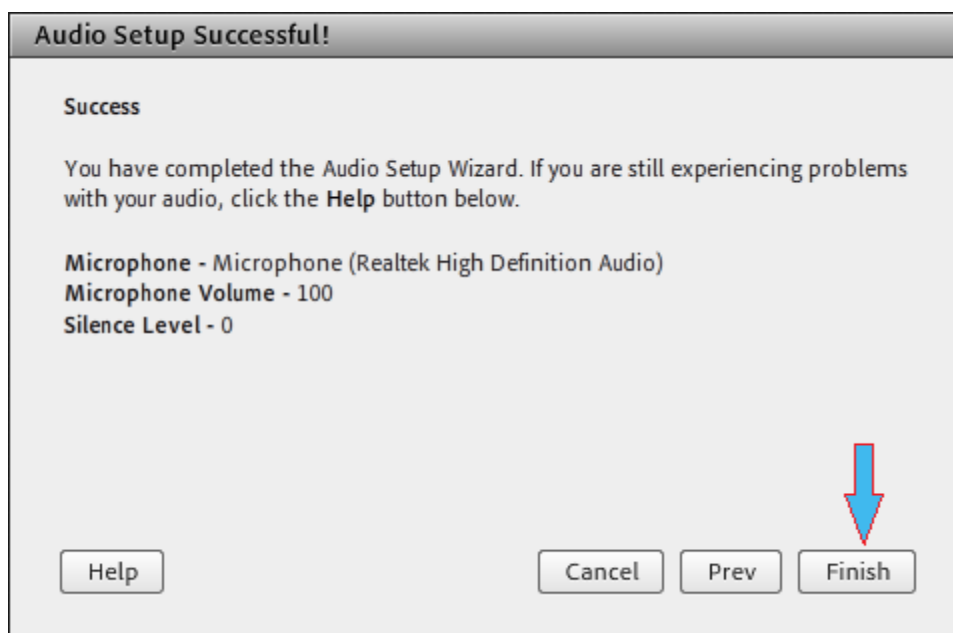 Audio Setup Successful!
Success
You have completed the Audio Setup Wizard. If you are still experiencing problems
with your audio, click the Help button below.
Microphone - Microphone (Realtek High Definition Audio)
Microphone Volume - 100
Silence Level - 0
Help
Cancel
Prev
Finish